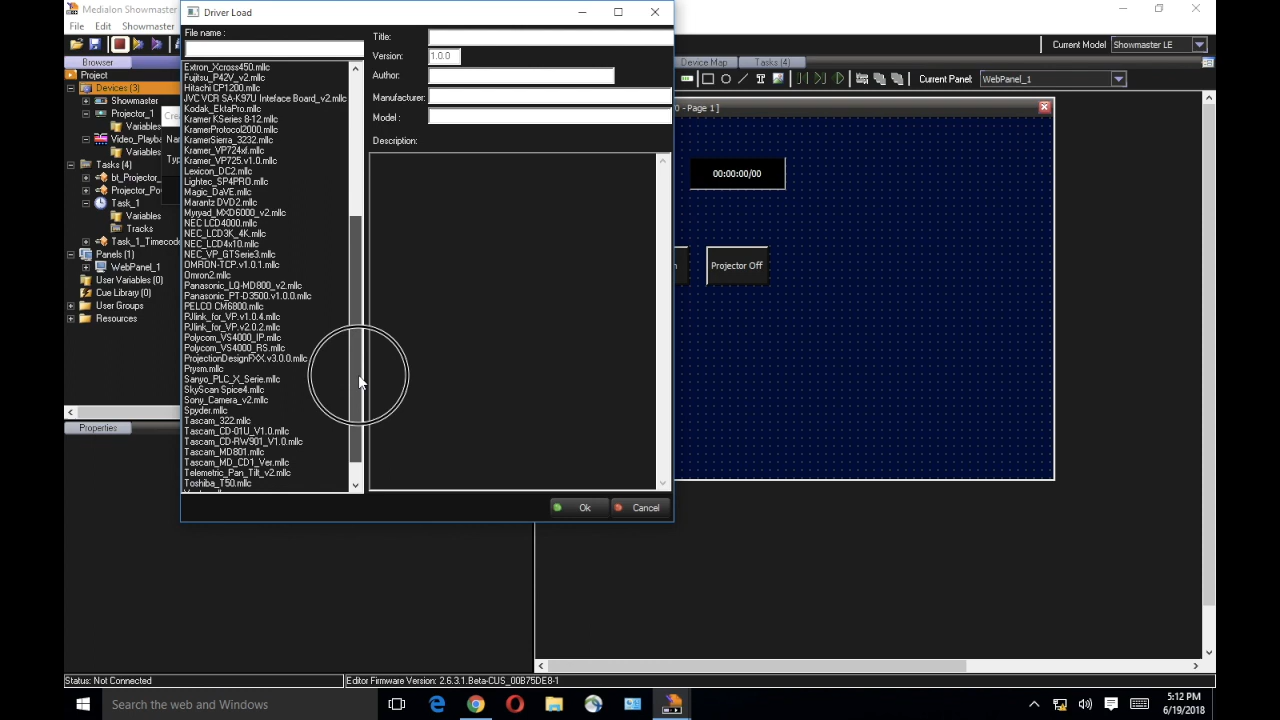 Medialon Showmaster
Driver Load
File Edit Showmaster
File name :
Title:
Version: 1.0.0
Author:
Manufacturer:
Model :
Description:
Current Model Showmaster LE
Browser
Device Map
Tasks (4)
Current Panel: WebPanel_1
Project
Devices (3)
Showmaster
Projector_1
Variables
Video_Playba
Variables
Tasks (4)
bt_Projector_
Projector_Po
Task_1
Variables
Tracks
Task_1_Timecode
Panels (1)
WebPanel_1
User Variables (0)
Cue Library (0)
User Groups
Resources
Extron_Xcross450.mllc
Fujitsu_P42V_v2.mllc
Hitachi CP1200.mllc
JVC VCR SA-K97U Inteface Board_v2.mllc
Kodak_EktaPro.mllc
Kramer KSeries 8-12.mllc
KramerProtocol2000.mllc
KramerSierra_3232.mllc
Kramer_VP724xl.mllc
Kramer_VP725.v1.0.mllc
Lexicon_DC2.mllc
Lightec_SP4PRO.mllc
Magic_DaVE.mllc
Marantz DVD2.mllc
Myryad_MXD6000_v2.mllc
NEC LCD4000.mllc
NEC_LCD3K_4K.mllc
NEC_LCD4x10.mllc
NEC_VP_GTSerie3.mllc
OMRON-TCP.v1.0.1.mllc
Omron2.mllc
Panasonic_LQ-MD800_v2.mllc
Panasonic_PT-D3500.v1.0.0.mllc
PELCO CM6800.mllc
PJlink_for_VP.v1.0.4.mllc
PJlink_for_VP.v2.0.2.mllc
Polycom_VS4000_IP.mllc
Polycom_VS4000_RS.mllc
ProjectionDesignFXX.v3.0.0.mllc
Prysm.mllc
Sanyo_PLC_X_Serie.mllc
SkyScan Spice4.mllc
Sony_Camera_v2.mllc
Spyder.mllc
Tascam_322.mllc
Tascam_CD-01U_V1.0.mllc
Tascam_CD-RW901_V1.0.mllc
Tascam_MD801.mllc
Tascam_MD_CD1_Ver.mllc
Telemetric_Pan_Tilt_v2.mllc
Toshiba_T50.mllc
0 - Page 1 ]
00:00:00/00
Projector Off
Properties
Ok
Cancel
Status: Not Connected
Editor Firmware Version: 2.6.3.1.Beta-CUS_00B75DE8-1
Search the web and Windows
5:12 PM
6/19/2018